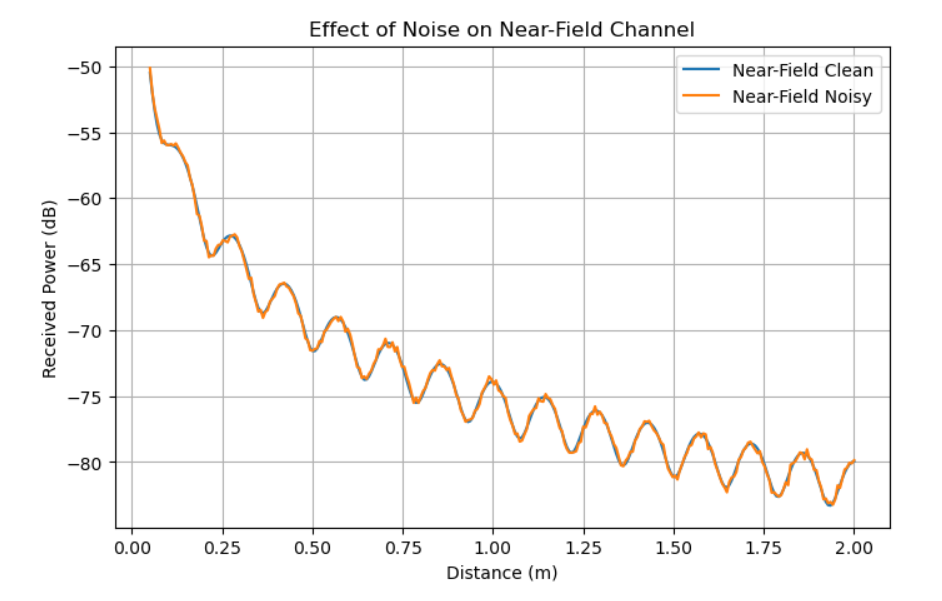 Effect of Noise on Near-Field Channel
Near-Field Clean
Near-Field Noisy
Received Power (dB)
−50
−55
−60
−65
−70
−75
−80
0.00 0.25 0.50 0.75 1.00 1.25 1.50 1.75 2.00
Distance (m)